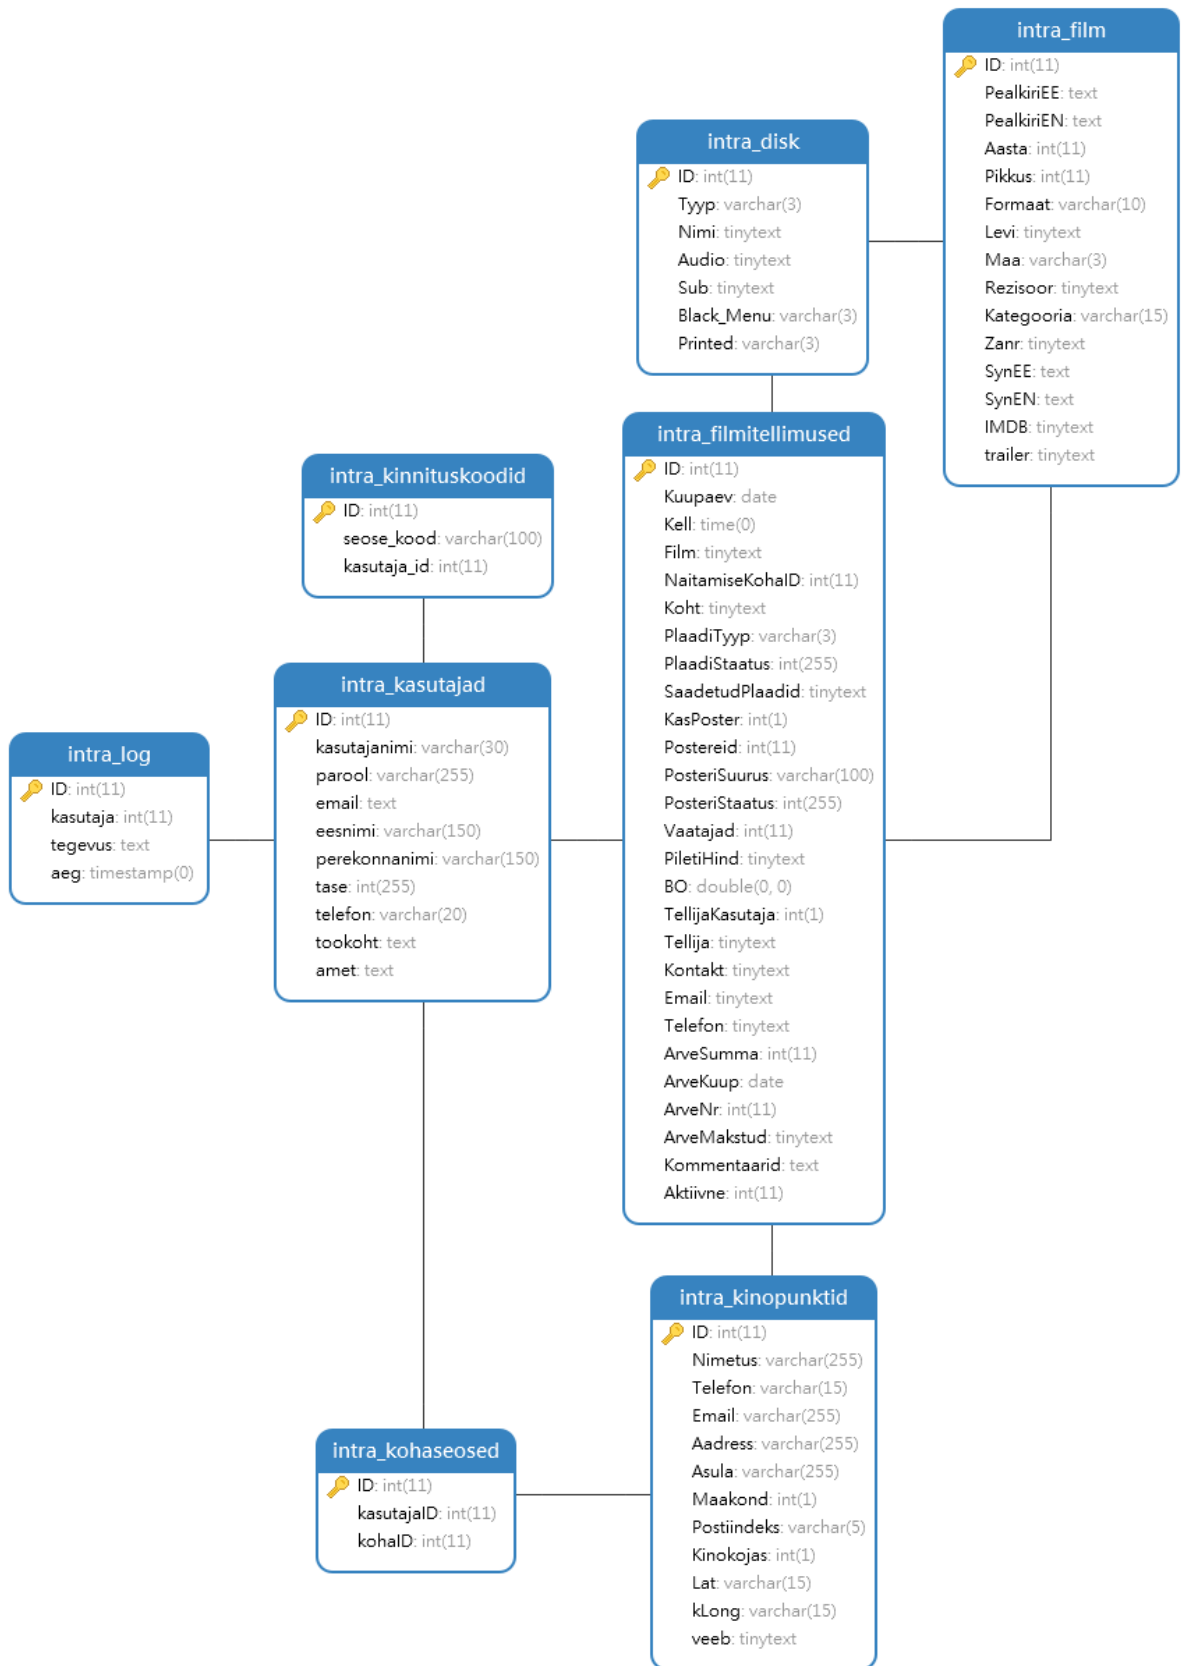 intra_film
ID: int(11)
PealkiriEE: text
PealkiriEN: text
Aasta: int(11)
Pikkus: int(11)
Formaat: varchar(10)
Levi: tinytext
Maa: varchar(3)
Rezisoor: tinytext
Kategooria: varchar(15)
Zanr: tinytext
SynEE: text
SynEN: text
IMDB: tinytext
trailer: tinytext
intra_disk
ID: int(11)
Tyyp: varchar(3)
Nimi: tinytext
Audio: tinytext
Sub: tinytext
Black_Menu: varchar(3)
Printed: varchar(3)
intra_filmitellimused
ID: int(11)
Kuupaev: date
Kell: time(0)
Film: tinytext
NaitamiseKohaID: int(11)
Koht: tinytext
PlaadiTyyp: varchar(3)
PlaadiStaatus: int(255)
SaadetudPlaadid: tinytext
KasPoster: int(1)
Postereid: int(11)
PosteriSuurus: varchar(100)
PosteriStaatus: int(255)
Vaatajad: int(11)
PiletiHind: tinytext
BO: double(0, 0)
TellijaKasutaja: int(1)
Tellija: tinytext
Kontakt: tinytext
Email: tinytext
Telefon: tinytext
ArveSumma: int(11)
ArveKuup: date
ArveNr: int(11)
ArveMakstud: tinytext
Kommentaarid: text
Aktiivne: int(11)
intra_kinnituskoodid
ID: int(11)
seose_kood: varchar(100)
kasutaja_id: int(11)
intra_kasutajad
ID: int(11)
kasutajanimi: varchar(30)
parool: varchar(255)
email: text
eesnimi: varchar(150)
perekonnanimi: varchar(150)
tase: int(255)
telefon: varchar(20)
tookoht: text
amet: text
intra_log
ID: int(11)
kasutaja: int(11)
tegevus: text
aeg: timestamp(0)
intra_kinopunktid
ID: int(11)
Nimetus: varchar(255)
Telefon: varchar(15)
Email: varchar(255)
Aadress: varchar(255)
Asula: varchar(255)
Maakond: int(1)
Postiindeks: varchar(5)
Kinokojas: int(1)
Lat: varchar(15)
kLong: varchar(15)
veeb: tinytext
intra_kohaseosed
ID: int(11)
kasutajaID: int(11)
kohaID: int(11)